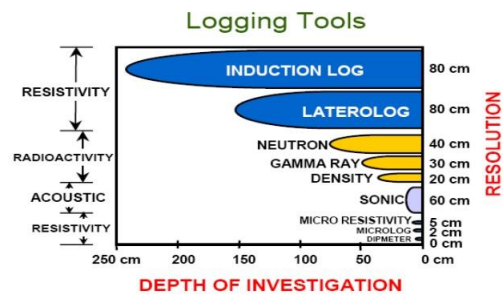 Logging Tools
RESISTIVITY
RADIOACTIVITY
ACOUSTIC
RESISTIVITY
INDUCTION LOG
LATEROLOG
NEUTRON
GAMMA RAY
DENSITY
SONIC
MICRO RESISTIVITY
MICROLOG
DIPMETER
80 cm
80 cm
40 cm
30 cm
20 cm
60 cm
5 cm
2 cm
0 cm
RESOLUTION
250 cm 200 150 100 50 0 cm
DEPTH OF INVESTIGATION